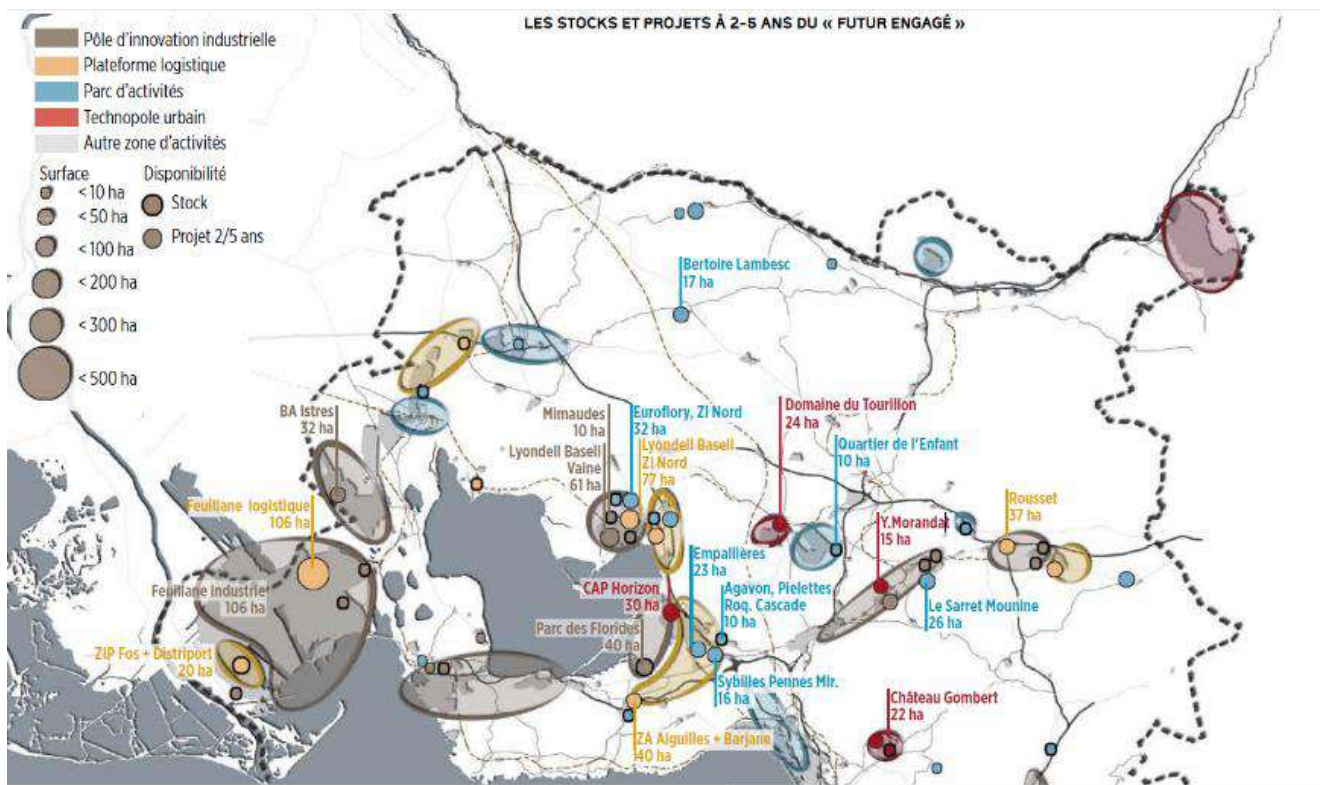 LES STOCKS ET PROJETS À 2-5 ANS DU « FUTUR ENGAGÉ »
Pôle d'innovation industrielle
Plateforme logistique
Parc d'activités
Technopole urbain
Autre zone d'activités
Surface
Disponibilité
<10 ha
<50 ha
<100 ha
<200 ha
<300 ha
<500 ha
Stock
Projet 2/5 ans
Bertoire Lambesc
17 ha
BA Istres
32 ha
Mimaudes
10 ha
Lyondell Basell
Vaine
61 ha
Euroflory, ZI Nord
32 ha
Lyondell Basell
ZI Nord
77 ha
Domaine du Tourillon
24 ha
Quartier de l'Enfant
10 ha
Feuillane logistique
106 ha
Rousset
37 ha
Y.Morandat
15 ha
Empallières
23 ha
Feuillane Industrie
106 ha
CAP Horizon
30 ha
Agavon, Pielettes
Roq. Cascade
10 ha
Le Sarret Mounine
26 ha
Parc des Florides
40 ha
ZIP Fos + Distriport
20 ha
Sybilles Pennes Mir.
16 ha
Château Gombert
22 ha
ZA Aiguilles + Barjane
40 ha